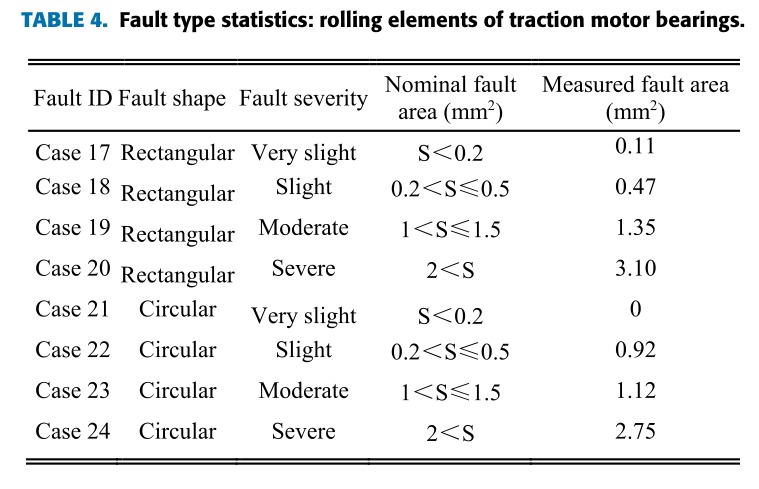 TABLE 4. Fault type statistics: rolling elements of traction motor bearings.
Fault ID Fault shape Fault severity Nominal fault area (mm²) Measured fault area (mm²)
Case 17 Rectangular Very slight S<0.2 0.11
Case 18 Rectangular Slight 0.2<S⩽0.5 0.47
Case 19 Rectangular Moderate 1<S⩽1.5 1.35
Case 20 Rectangular Severe 2<S 3.10
Case 21 Circular Very slight S<0.2 0
Case 22 Circular Slight 0.2<S⩽0.5 0.92
Case 23 Circular Moderate 1<S⩽1.5 1.12
Case 24 Circular Severe 2<S 2.75